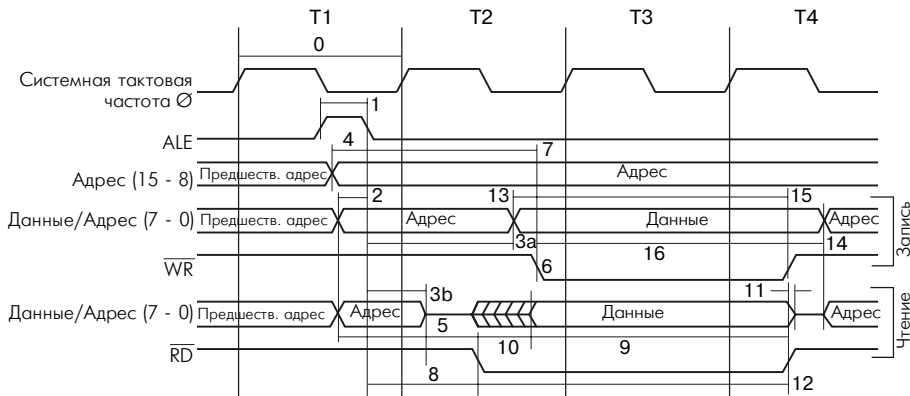 T1 T2 T3 T4
0
Системная тактовая
частота Ø
1
ALE
4 7
Адрес (15 - 8) Предшеств. адрес Адрес
2 13 15
Данные/Адрес (7 - 0) Предшеств. адрес Адрес Данные Адрес
3a 16 14
WR 6
Запись
3b 11
Данные/Адрес (7 - 0) Предшеств. адрес Адрес Данные Адрес
5 10 9
RD
8 12
Чтение